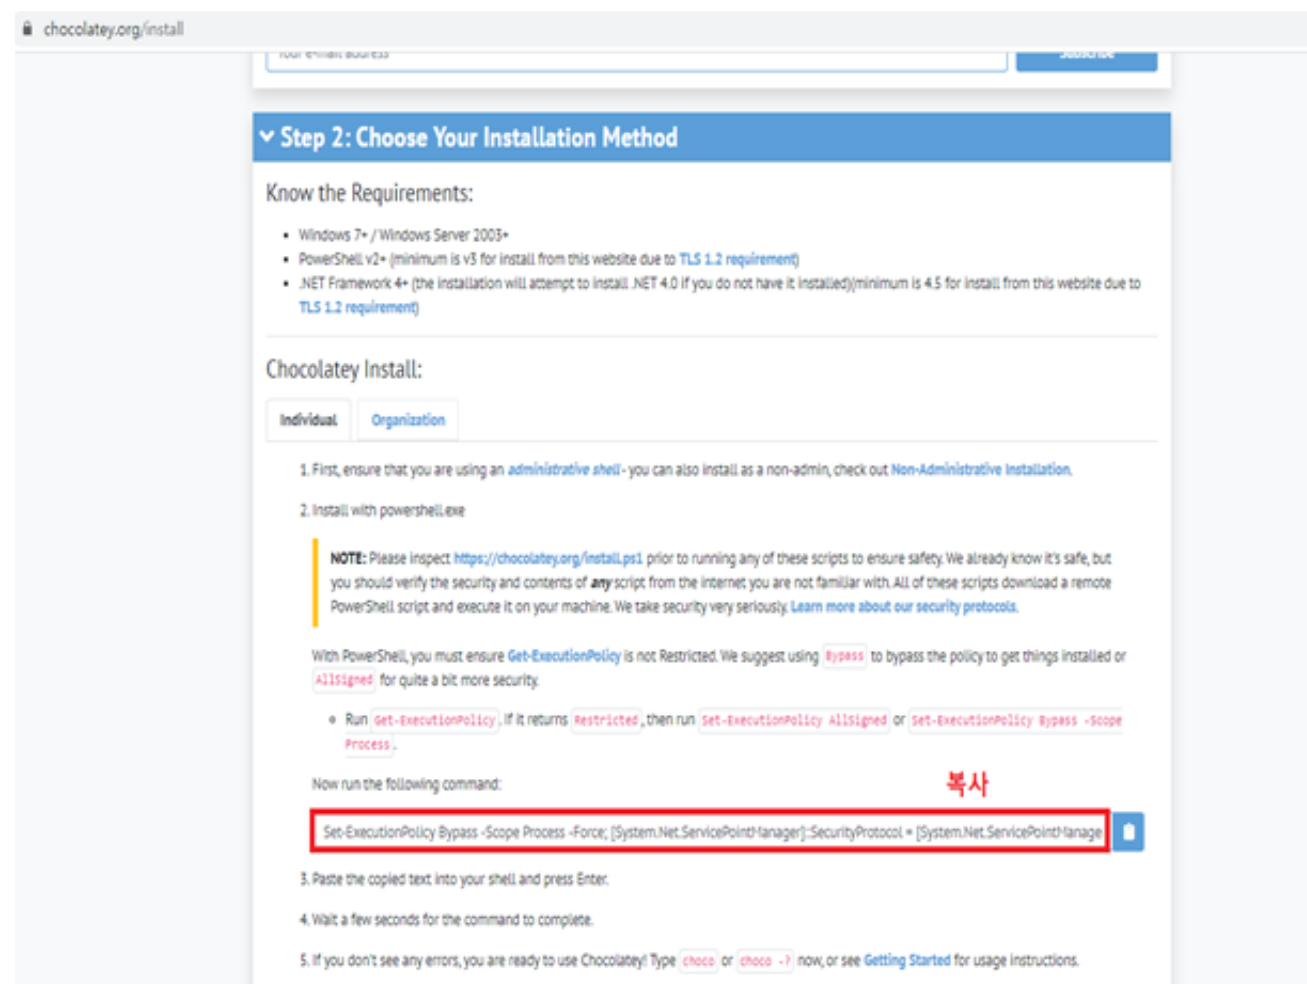 chocolatey.org/install
Your e-mail address
Subscribe
Step 2: Choose Your Installation Method
Know the Requirements:
Windows 7+ / Windows Server 2003+
PowerShell v2+ (minimum is v3 for install from this website due to TLS 1.2 requirement)
.NET Framework 4+ (the installation will attempt to install .NET 4.0 if you do not have it installed)(minimum is 4.5 for install from this website due to
TLS 1.2 requirement)
Chocolatey Install:
Individual Organization
1. First, ensure that you are using an administrative shell - you can also install as a non-admin, check out Non-Administrative Installation.
2. Install with powershell.exe
NOTE: Please inspect https://chocolatey.org/install.ps1 prior to running any of these scripts to ensure safety. We already know it's safe, but
you should verify the security and contents of any script from the internet you are not familiar with. All of these scripts download a remote
PowerShell script and execute it on your machine. We take security very seriously. Learn more about our security protocols.
With PowerShell, you must ensure Get-ExecutionPolicy is not Restricted. We suggest using Bypass to bypass the policy to get things installed or
AllSigned for quite a bit more security.
Run Get-ExecutionPolicy. If it returns Restricted, then run Set-ExecutionPolicy AllSigned or Set-ExecutionPolicy Bypass -Scope
Process.
Now run the following command:
복사
Set-ExecutionPolicy Bypass -Scope Process -Force; [System.Net.ServicePointManager]::SecurityProtocol = [System.Net.ServicePointManage
3. Paste the copied text into your shell and press Enter.
4. Wait a few seconds for the command to complete.
5. If you don't see any errors, you are ready to use Chocolatey! Type choco or choco -? now, or see Getting Started for usage instructions.